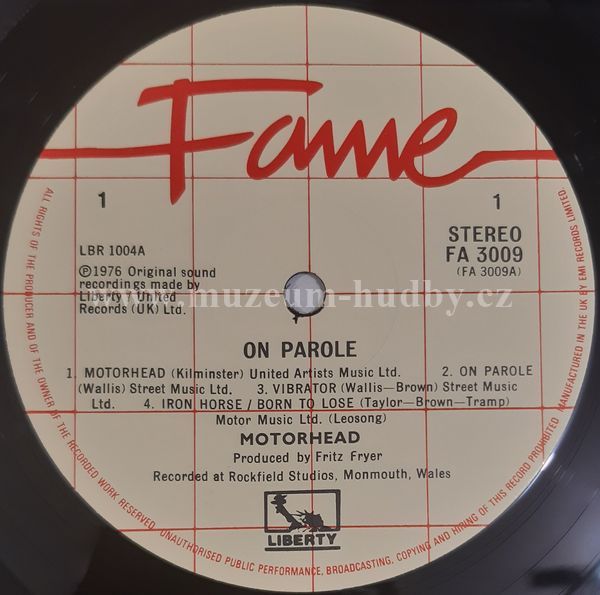 Fame
1
1
LBR 1004A
STEREO
FA 3009
(FA 3009A)
℗1976 Original sound
recordings made by
Liberty / United
Records (UK) Ltd.
www.muzeum-hudby.cz
ON PAROLE
1. MOTORHEAD (Kilminster) United Artists Music Ltd. 2. ON PAROLE
(Wallis) Street Music Ltd. 3. VIBRATOR (Wallis—Brown) Street Music
Ltd. 4. IRON HORSE / BORN TO LOSE (Taylor—Brown—Tramp)
Motor Music Ltd. (Leosong)
MOTORHEAD
Produced by Fritz Fryer
Recorded at Rockfield Studios, Monmouth, Wales
LIBERTY
ALL RIGHTS OF THE PRODUCER AND OF THE OWNER OF THE RECORDED WORK RESERVED. UNAUTHORISED PUBLIC PERFORMANCE, BROADCASTING, COPYING AND HIRING OF THIS RECORD PROHIBITED. MANUFACTURED IN THE UK BY EMI RECORDS LIMITED.